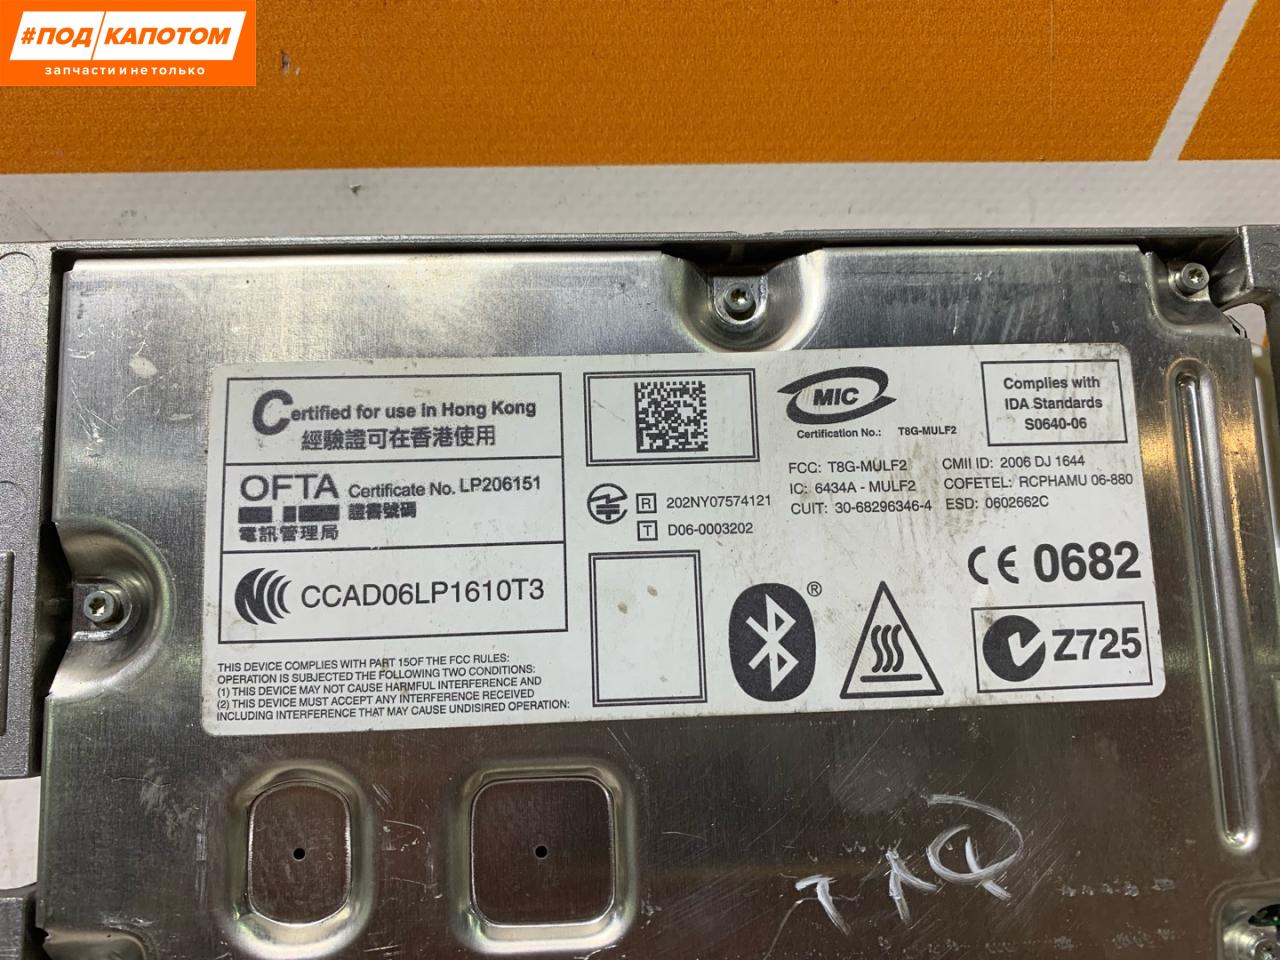 #ПОД/КАПОТОМ
запчасти и не только
Certified for use in Hong Kong
經驗證可在香港使用
OFTA Certificate No. LP206151
證書號碼
電訊管理局
CCAD06LP1610T3
THIS DEVICE COMPLIES WITH PART 15OF THE FCC RULES:
OPERATION IS SUBJECTED THE FOLLOWING TWO CONDITIONS:
(1) THIS DEVICE MAY NOT CAUSE HARMFUL INTERFERENCE AND
(2) THIS DEVICE MUST ACCEPT ANY INTERFERENCE RECEIVED
INCLUDING INTERFERENCE THAT MAY CAUSE UNDISIRED OPERATION:
R 202NY07574121
T D06-0003202
MIC
Certification No.: T8G-MULF2
Complies with
IDA Standards
S0640-06
FCC: T8G-MULF2 CMII ID: 2006 DJ 1644
IC: 6434A - MULF2 COFETEL: RCPHAMU 06-880
CUIT: 30-68296346-4 ESD: 0602662C
CE 0682
®
Z725